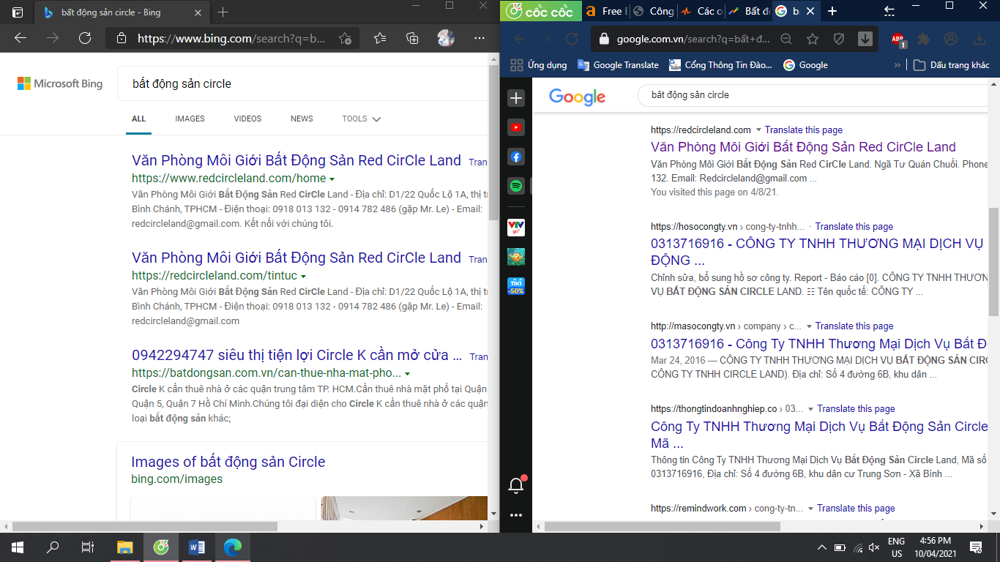 bất động sản circle - Bing
https://www.bing.com/search?q=b...
Microsoft Bing
bất động sản circle
ALL IMAGES VIDEOS NEWS TOOLS
Văn Phòng Môi Giới Bất Động Sản Red CirCle Land Tran
https://www.redcircleland.com/home
Văn Phòng Môi Giới Bất Động Sản Red CirCle Land - Địa chỉ: D1/22 Quốc Lộ 1A, thị tr
Bình Chánh, TPHCM - Điện thoại: 0918 013 132 - 0914 782 486 (gặp Mr. Le) - Email:
redcircleland@gmail.com. Kết nối với chúng tôi.
Văn Phòng Môi Giới Bất Động Sản Red CirCle Land Tran
https://redcircleland.com/tintuc
Văn Phòng Môi Giới Bất Động Sản Red CirCle Land - Địa chỉ: D1/22 Quốc Lộ 1A, thị tr
Bình Chánh, TPHCM - Điện thoại: 0918 013 132 - 0914 782 486 (gặp Mr. Le) - Email:
redcircleland@gmail.com
0942294747 siêu thị tiện lợi Circle K cần mở cửa ... Tran
https://batdongsan.com.vn/can-thue-nha-mat-pho...
Circle K cần thuê nhà ở các quận trung tâm TP. HCM.Cần thuê nhà mặt phố tại Quận
Quận 5, Quận 7 Hồ Chí Minh.Chúng tôi đại diện cho Circle K cần thuê nhà ở các quận
loại bất động sản khác;
Images of bất động sản Circle
bing.com/images
cốc cốc Free E Công Các c Bất đ b
google.com.vn/search?q=bất+đ... ABP 1
Ứng dụng Google Translate Cổng Thông Tin Đào... Google » Dấu trang khác
VTV go
TIKI -50%
Google
bất động sản circle
https://redcircleland.com Translate this page
Văn Phòng Môi Giới Bất Động Sản Red CirCle Land
Văn Phòng Môi Giới Bất Động Sản Red CirCle Land. Ngã Tư Quán Chuối. Phone
132. Email: Redcircleland@gmail.com ...
You visited this page on 4/8/21.
https://hosocongty.vn › cong-ty-tnhh... · Translate this page
0313716916 - CÔNG TY TNHH THƯƠNG MẠI DỊCH VỤ
ĐỘNG ...
Chỉnh sửa, bổ sung hồ sơ công ty. Report - Báo cáo [0]. CÔNG TY TNHH THƯƠN
VỤ BẤT ĐỘNG SẢN CIRCLE LAND. ☷ Tên quốc tế: CÔNG TY ...
http://masocongty.vn › company › c... Translate this page
0313716916 - Công Ty TNHH Thương Mại Dịch Vụ Bất Đ
Mar 24, 2016 — CÔNG TY TNHH THƯƠNG MẠI DỊCH VỤ BẤT ĐỘNG SẢN CIRC
CÔNG TY TNHH CIRCLE LAND). Địa chỉ: Số 4 đường 6B, khu dân ...
https://thongtindoanhnghiep.co › 03... Translate this page
Công Ty TNHH Thương Mại Dịch Vụ Bất Động Sản Circle
Mã ...
Thông tin Công Ty TNHH Thương Mại Dịch Vụ Bất Động Sản Circle Land, Mã số
0313716916, Địa chỉ: Số 4 đường 6B, khu dân cư Trung Sơn - Xã Bình ...
https://remindwork.com › cong-ty-tn... Translate this page
ENG
US
4:56 PM
10/04/2021